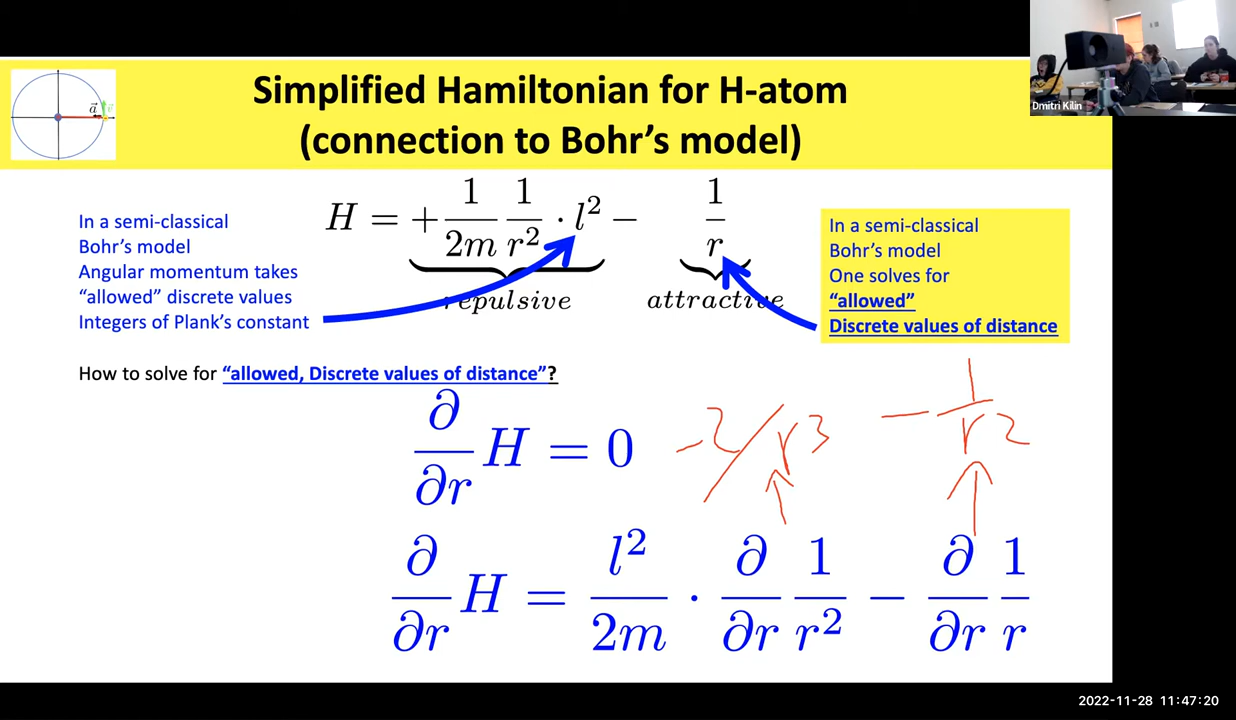 Simplified Hamiltonian for H-atom
(connection to Bohr's model)
Dmitri Kilin
a⃗ v⃗
In a semi-classical
Bohr's model
Angular momentum takes
“allowed” discrete values
Integers of Plank's constant
H = + 1/2m 1/r² · l² − 1/r
repulsive attractive
In a semi-classical
Bohr's model
One solves for
“allowed”
Discrete values of distance
How to solve for “allowed, Discrete values of distance”?
∂/∂r H = 0
-2/r3
- 1/r2
∂/∂r H = l²/2m · ∂/∂r 1/r² − ∂/∂r 1/r
2022-11-28 11:47:20